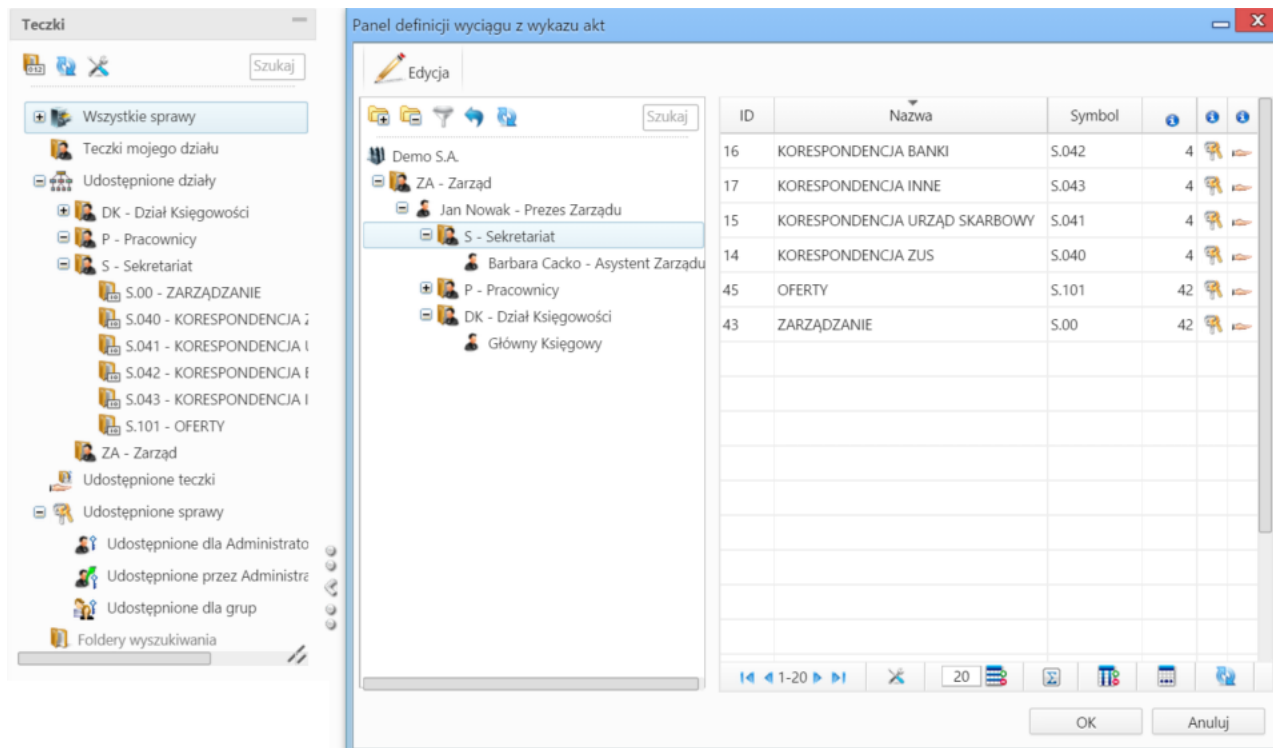 Teczki
Szukaj
Wszystkie sprawy
Teczki mojego działu
Udostępnione działy
DK - Dział Księgowości
P - Pracownicy
S - Sekretariat
S.00 - ZARZĄDZANIE
S.040 - KORESPONDENCJA
S.041 - KORESPONDENCJA
S.042 - KORESPONDENCJA
S.043 - KORESPONDENCJA
S.101 - OFERTY
ZA - Zarząd
Udostępnione teczki
Udostępnione sprawy
Udostępnione dla Administrato
Udostępnione przez Administra
Udostępnione dla grup
Foldery wyszukiwania
Panel definicji wyciągu z wykazu akt
Edycja
Szukaj
Demo S.A.
ZA - Zarząd
Jan Nowak - Prezes Zarządu
S - Sekretariat
Barbara Cacko - Asystent Zarządu
P - Pracownicy
DK - Dział Księgowości
Główny Księgowy
ID Nazwa Symbol
16 KORESPONDENCJA BANKI S.042 4
17 KORESPONDENCJA INNE S.043 4
15 KORESPONDENCJA URZĄD SKARBOWY S.041 4
14 KORESPONDENCJA ZUS S.040 4
45 OFERTY S.101 42
43 ZARZĄDZANIE S.00 42
1-20 20
OK Anuluj